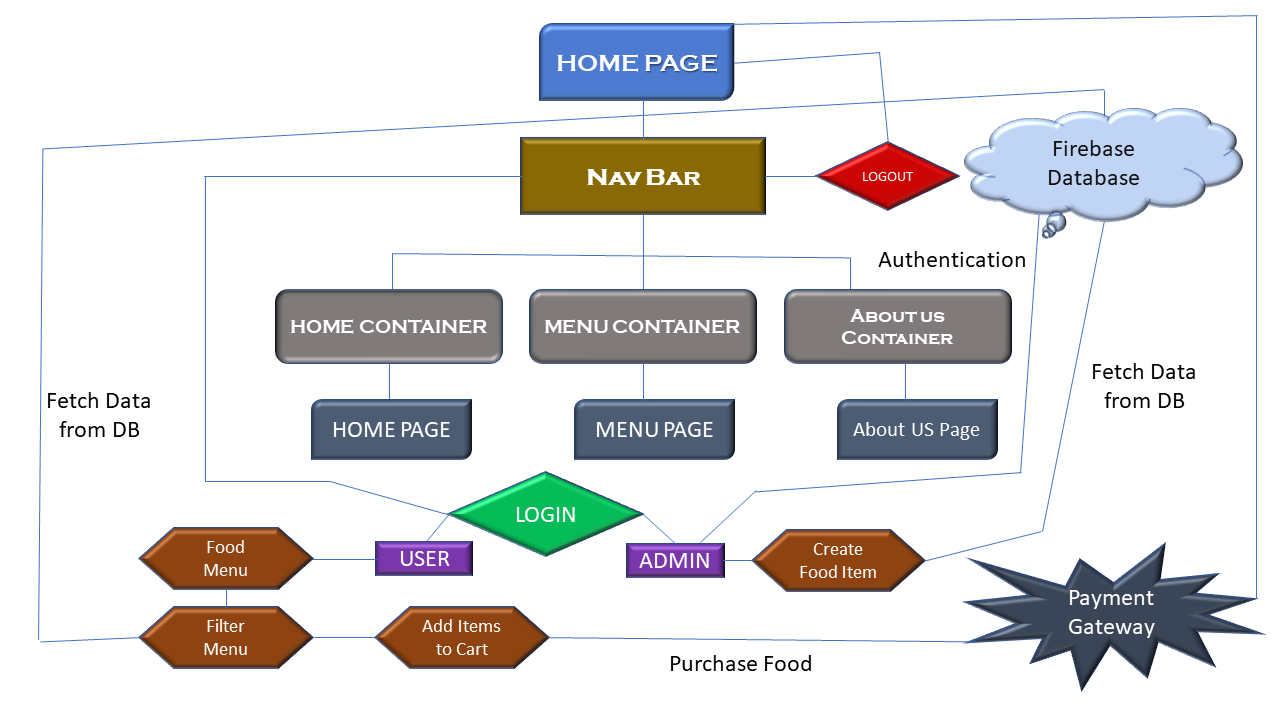 HOME PAGE
NAV BAR
LOGOUT
Firebase
Database
Authentication
HOME CONTAINER
MENU CONTAINER
ABOUT US
CONTAINER
Fetch Data
from DB
Fetch Data
from DB
HOME PAGE
MENU PAGE
About US Page
LOGIN
USER
ADMIN
Food
Menu
Create
Food Item
Filter
Menu
Add Items
to Cart
Payment
Gateway
Purchase Food